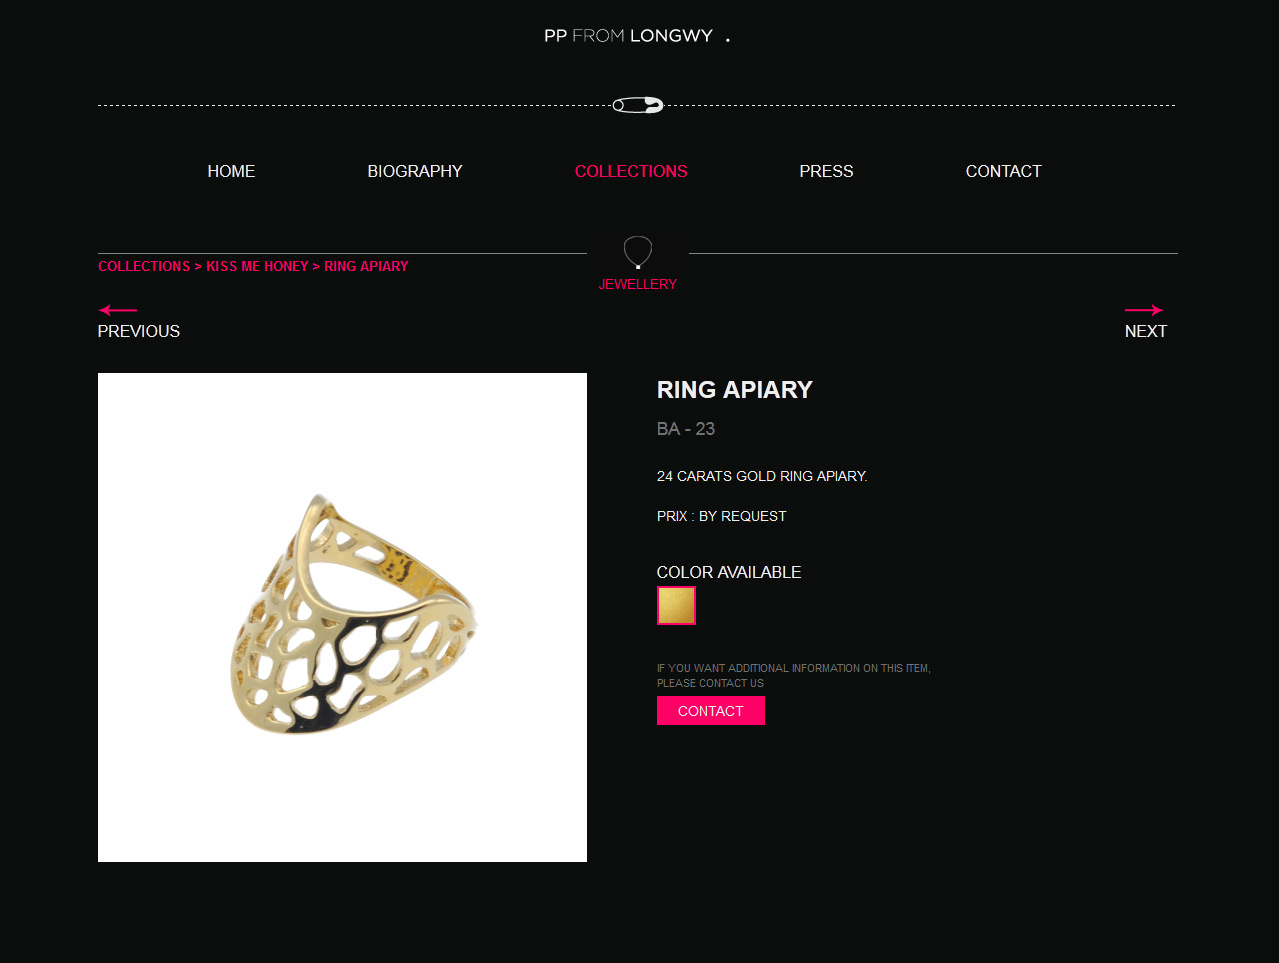 PP FROM LONGWY .
HOME BIOGRAPHY COLLECTIONS PRESS CONTACT
COLLECTIONS > KISS ME HONEY > RING APIARY
JEWELLERY
PREVIOUS NEXT
RING APIARY
BA - 23
24 CARATS GOLD RING APIARY.
PRIX : BY REQUEST
COLOR AVAILABLE
IF YOU WANT ADDITIONAL INFORMATION ON THIS ITEM,
PLEASE CONTACT US
CONTACT